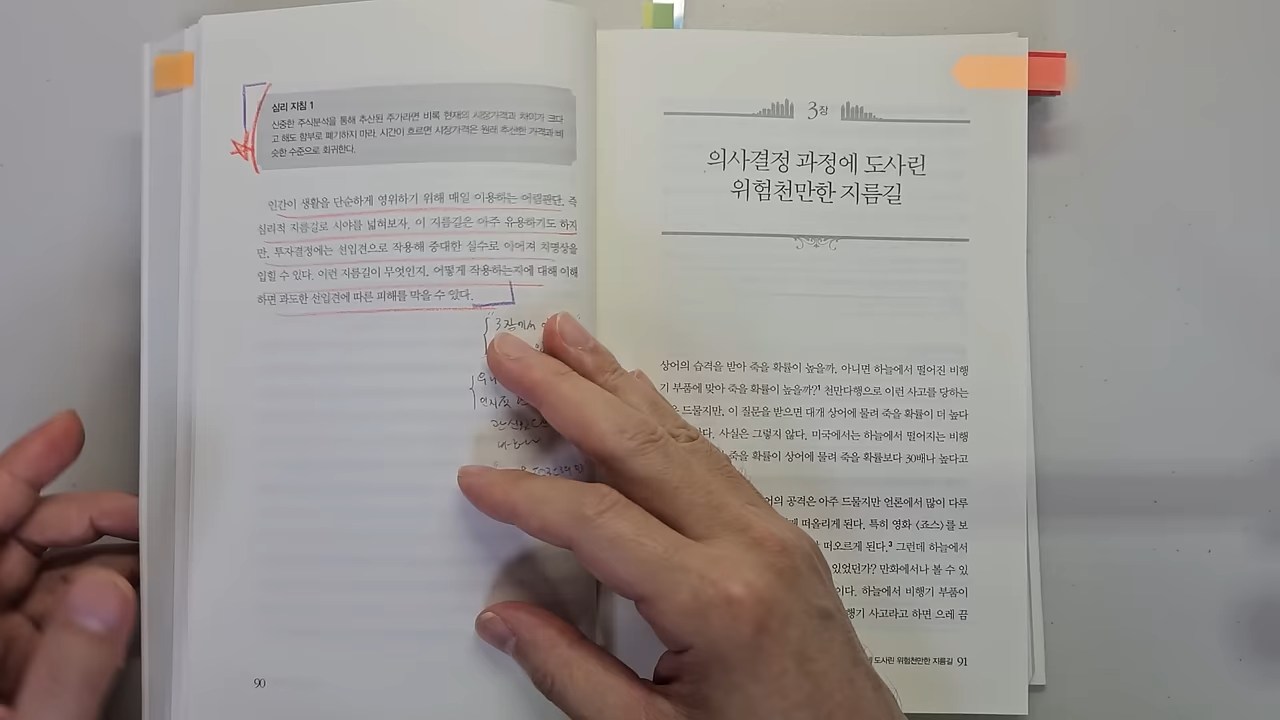 심리 지침 1
신중한 주식분석을 통해 추산된 주가라면 비록 현재의 시장가격과 차이가 크다
고 해도 함부로 폐기하지 마라. 시간이 흐르면 시장가격은 원래 추산한 가격과 비
슷한 수준으로 회귀한다.
인간이 생활을 단순하게 영위하기 위해 매일 이용하는 어림판단, 즉
심리적 지름길로 시야를 넓혀보자. 이 지름길은 아주 유용하기도 하지
만, 투자결정에는 선입견으로 작용해 중대한 실수로 이어져 치명상을
입힐 수 있다. 이런 지름길이 무엇인지, 어떻게 작용하는지에 대해 이해
하면 과도한 선입견에 따른 피해를 막을 수 있다.
3장에서
90
3장
의사결정 과정에 도사린
위험천만한 지름길
상어의 습격을 받아 죽을 확률이 높을까, 아니면 하늘에서 떨어진 비행
기 부품에 맞아 죽을 확률이 높을까?¹ 천만다행으로 이런 사고를 당하는
드물지만, 이 질문을 받으면 대개 상어에 물려 죽을 확률이 더 높다
사실은 그렇지 않다. 미국에서는 하늘에서 떨어지는 비행
죽을 확률이 상어에 물려 죽을 확률보다 30배나 높다고
공격은 아주 드물지만 언론에서 많이 다루
떠올리게 된다. 특히 영화 〈죠스〉를 보
떠오르게 된다.³ 그런데 하늘에서
있었던가? 만화에서나 볼 수 있
하늘에서 비행기 부품이
사고라고 하면 으레 끔
도사린 위험천만한 지름길 91